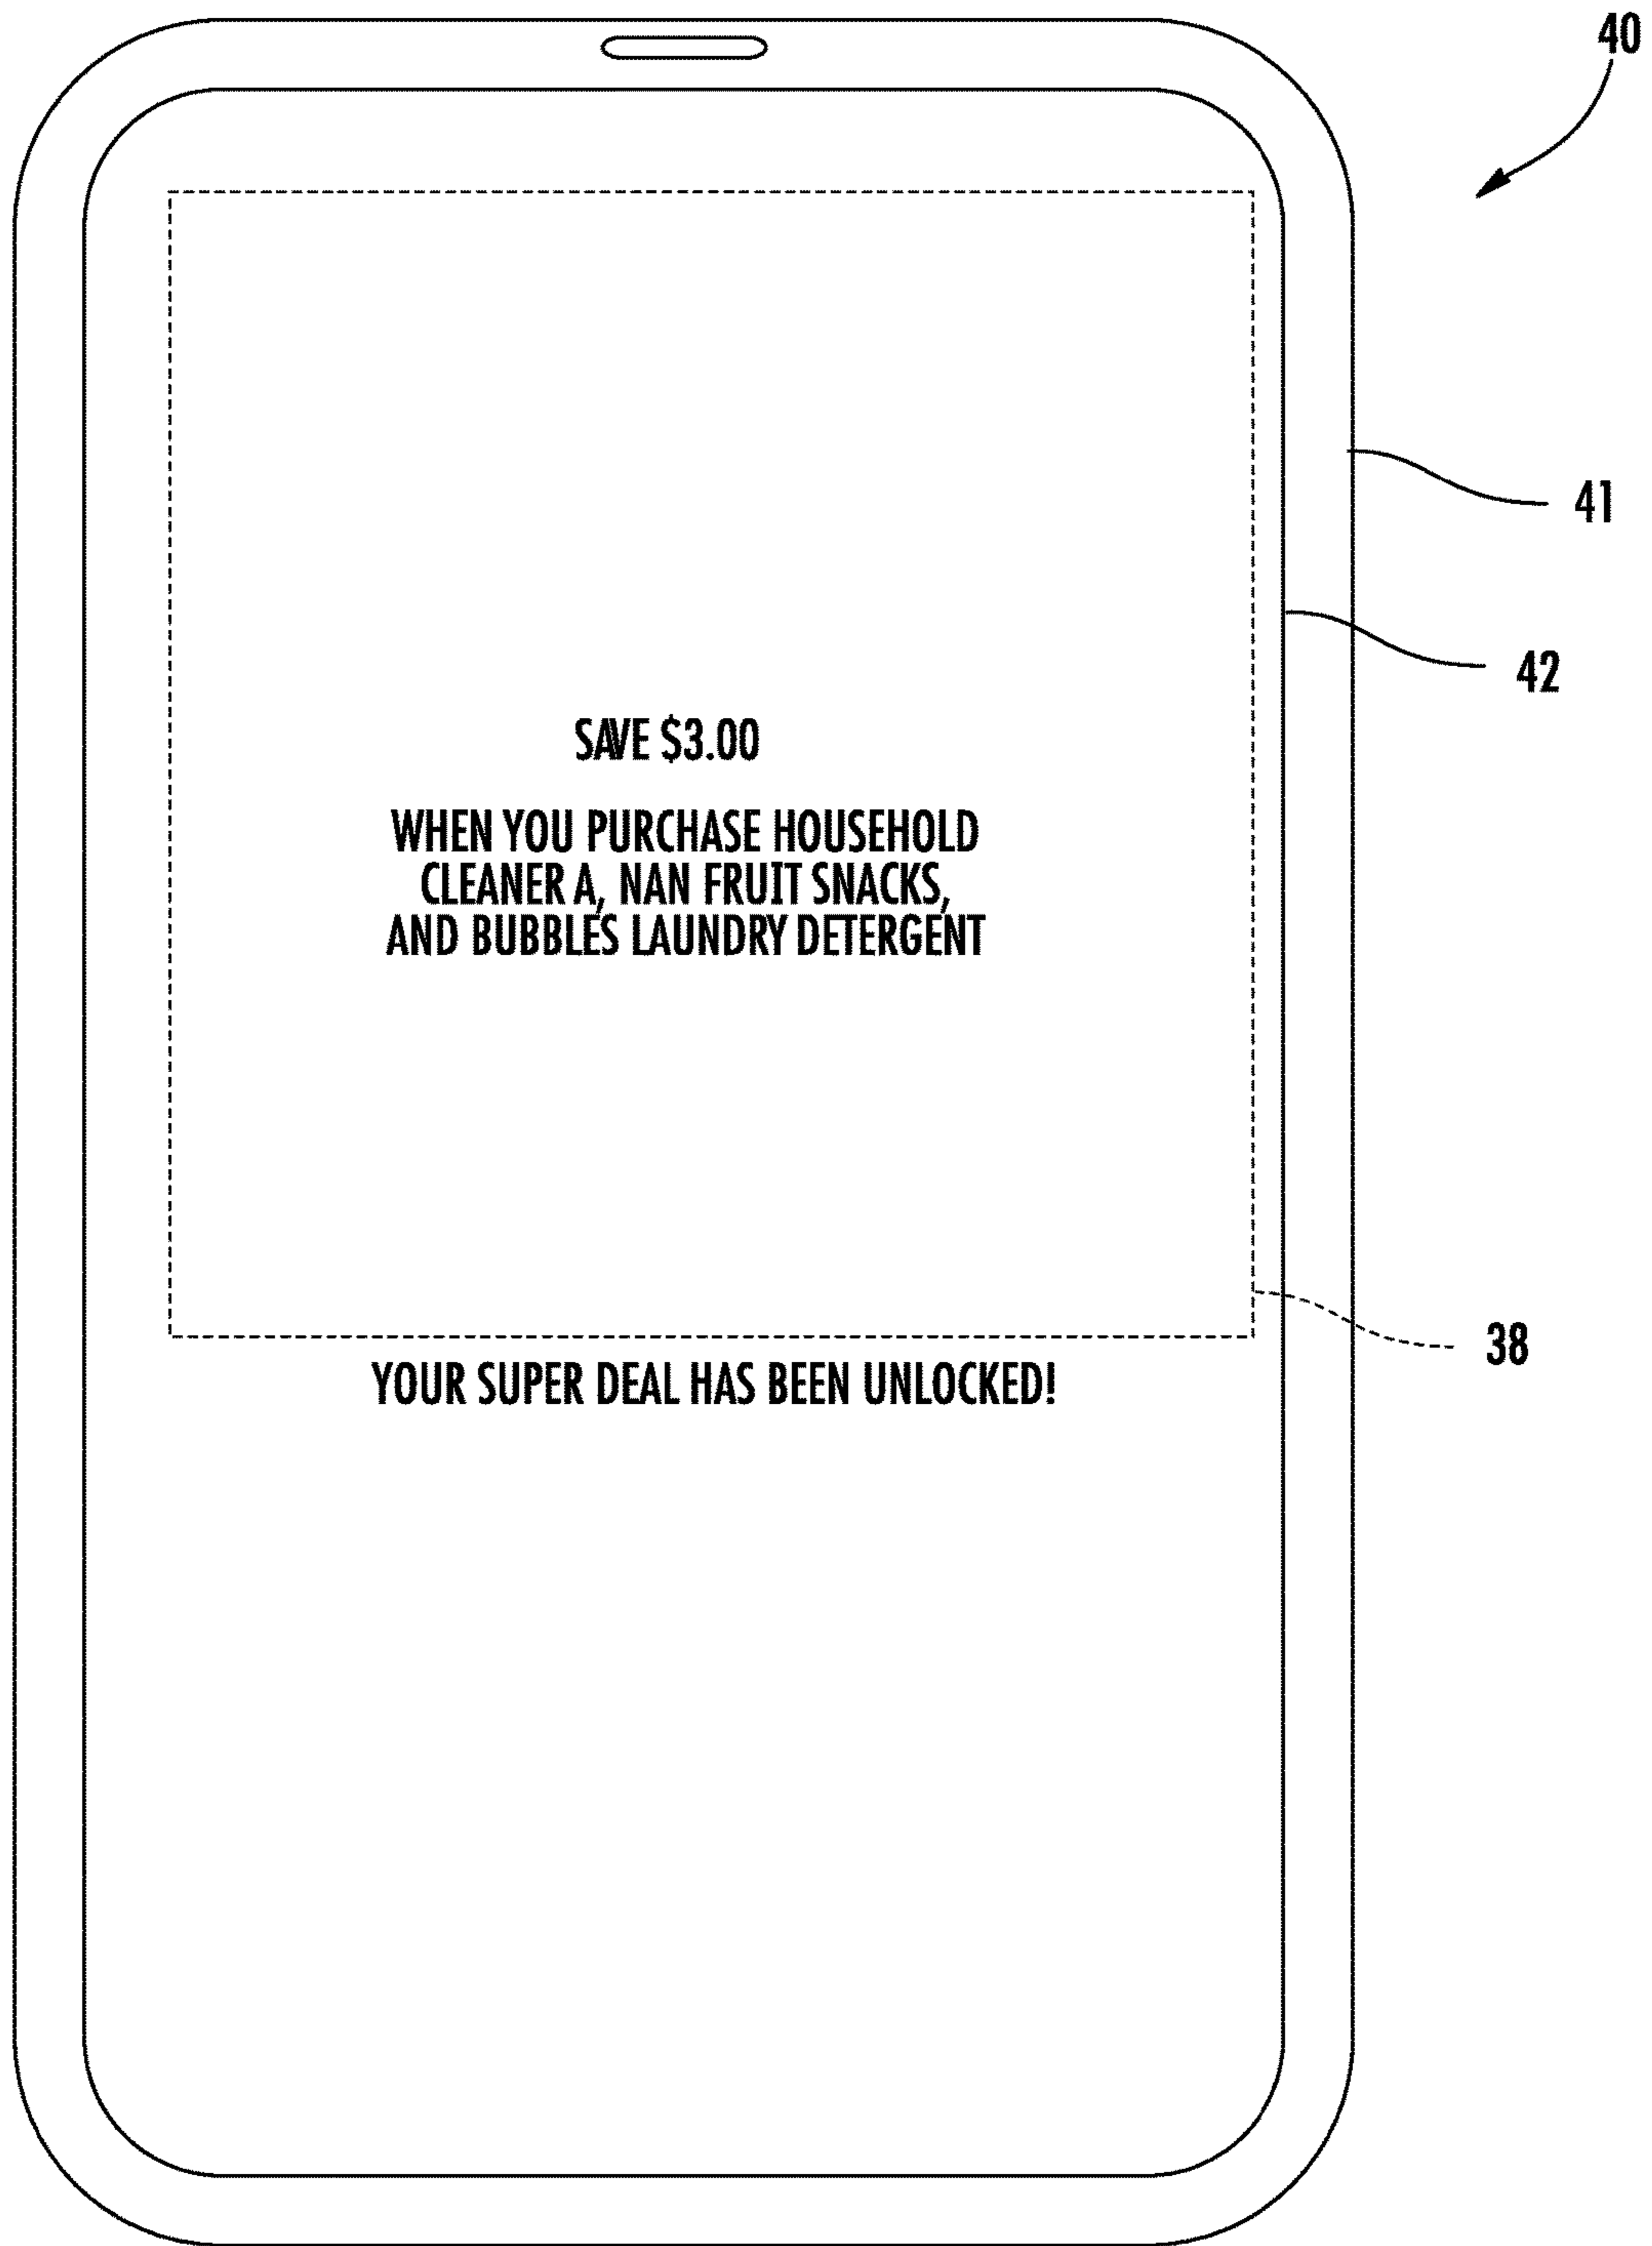 40
41
42
SAVE $3.00
WHEN YOU PURCHASE HOUSEHOLD
CLEANER A, NAN FRUIT SNACKS,
AND BUBBLES LAUNDRY DETERGENT
38
YOUR SUPER DEAL HAS BEEN UNLOCKED!